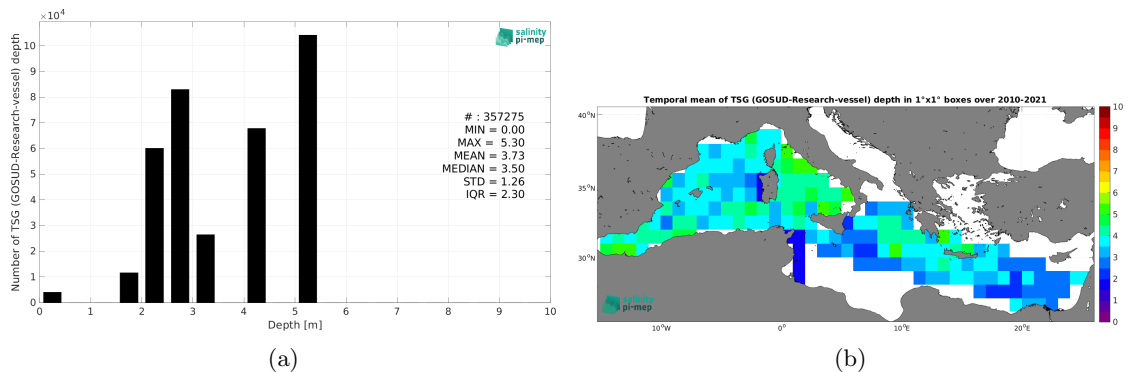 ×10⁴
10
9
8
7
6
5
4
3
2
1
0
Number of TSG (GOSUD-Research-vessel) depth
salinity
pi-mep
# : 357275
MIN = 0.00
MAX = 5.30
MEAN = 3.73
MEDIAN = 3.50
STD = 1.26
IQR = 2.30
0 1 2 3 4 5 6 7 8 9 10
Depth [m]
(a)
Temporal mean of TSG (GOSUD-Research-vessel) depth in 1°x1° boxes over 2010-2021
40°N
35°N
30°N
10°W 0° 10°E 20°E
salinity
pi-mep
10
9
8
7
6
5
4
3
2
1
0
(b)